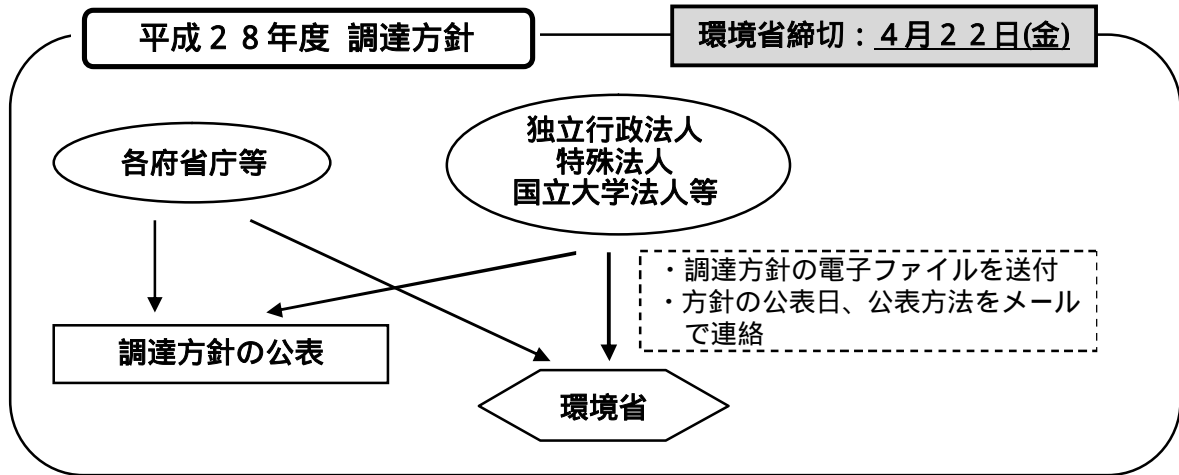 平成２８年度 調達方針
環境省締切：４月２２日(金)
各府省庁等
独立行政法人
特殊法人
国立大学法人等
・調達方針の電子ファイルを送付
・方針の公表日、公表方法をメール
で連絡
調達方針の公表
環境省